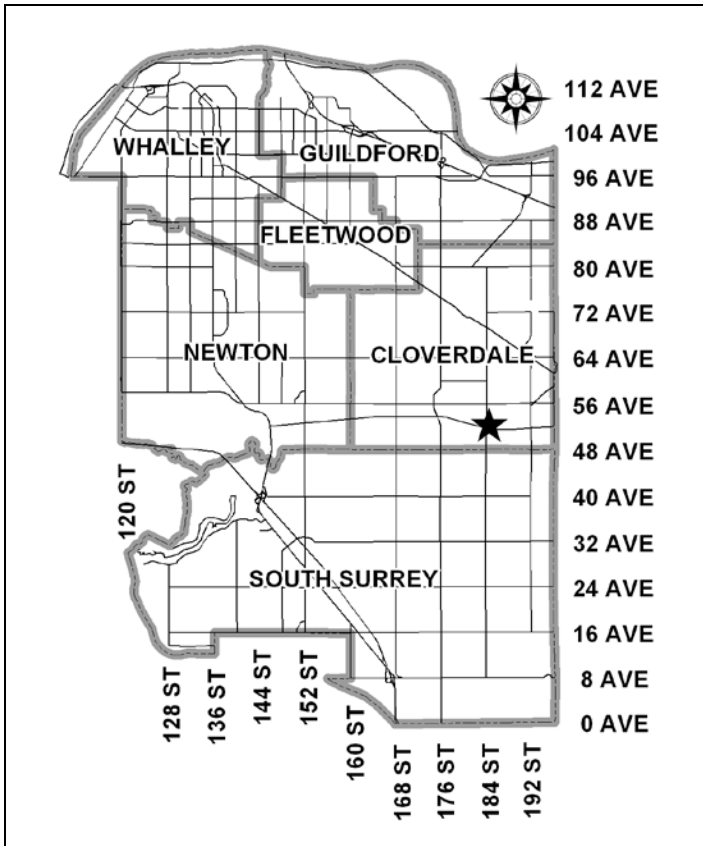 112 AVE
104 AVE
WHALLEY
GUILDFORD
96 AVE
88 AVE
FLEETWOOD
80 AVE
72 AVE
NEWTON
CLOVERDALE
64 AVE
56 AVE
48 AVE
120 ST
40 AVE
32 AVE
SOUTH SURREY
24 AVE
16 AVE
8 AVE
0 AVE
128 ST
136 ST
144 ST
152 ST
160 ST
168 ST
176 ST
184 ST
192 ST